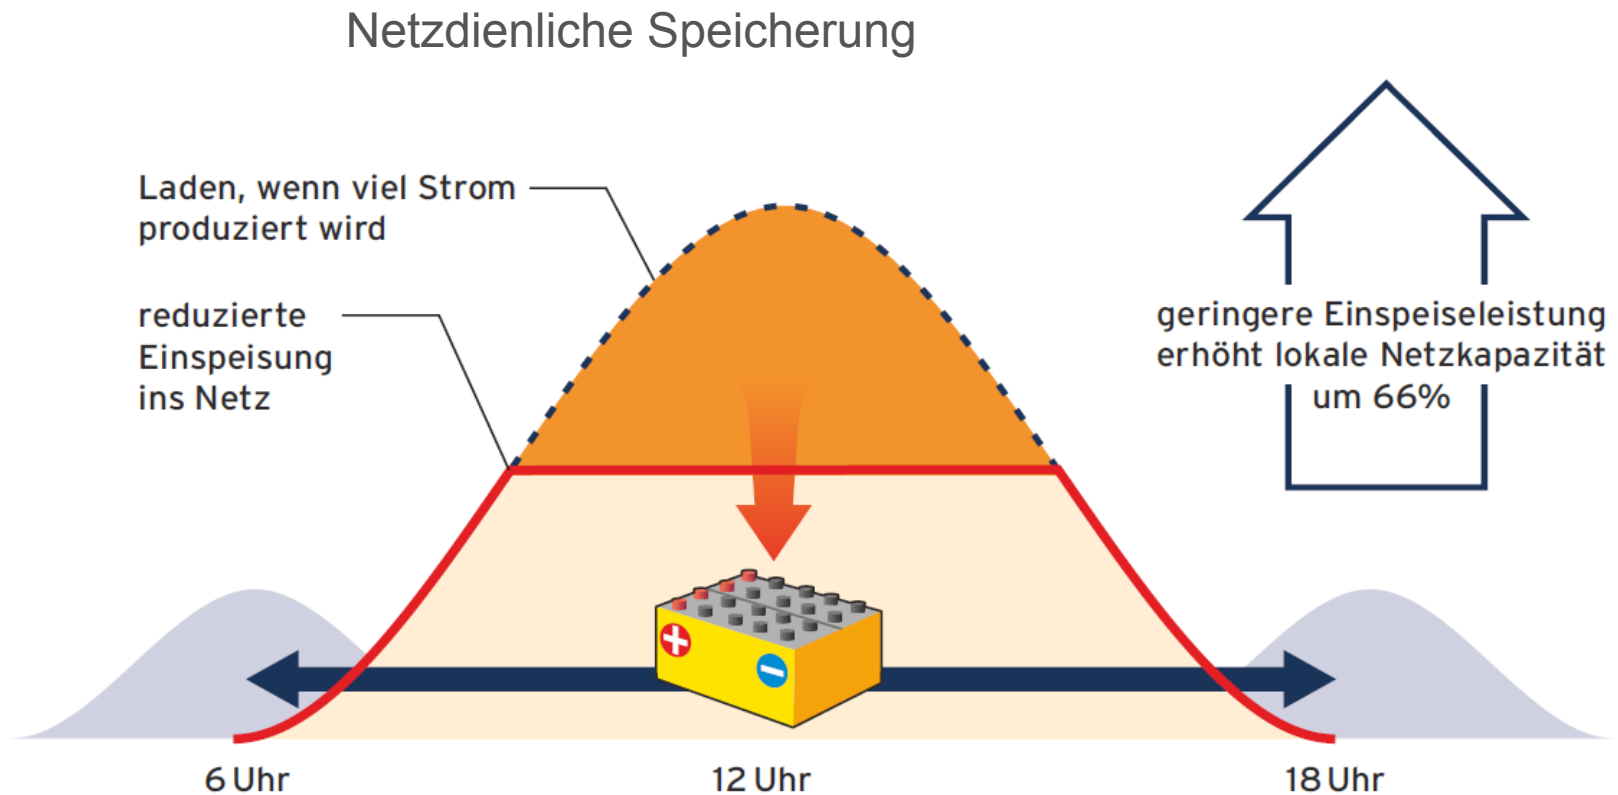 Netzdienliche Speicherung
Laden, wenn viel Strom
produziert wird
reduzierte
Einspeisung
ins Netz
geringere Einspeiseleistung
erhöht lokale Netzkapazität
um 66%
6 Uhr
12 Uhr
18 Uhr